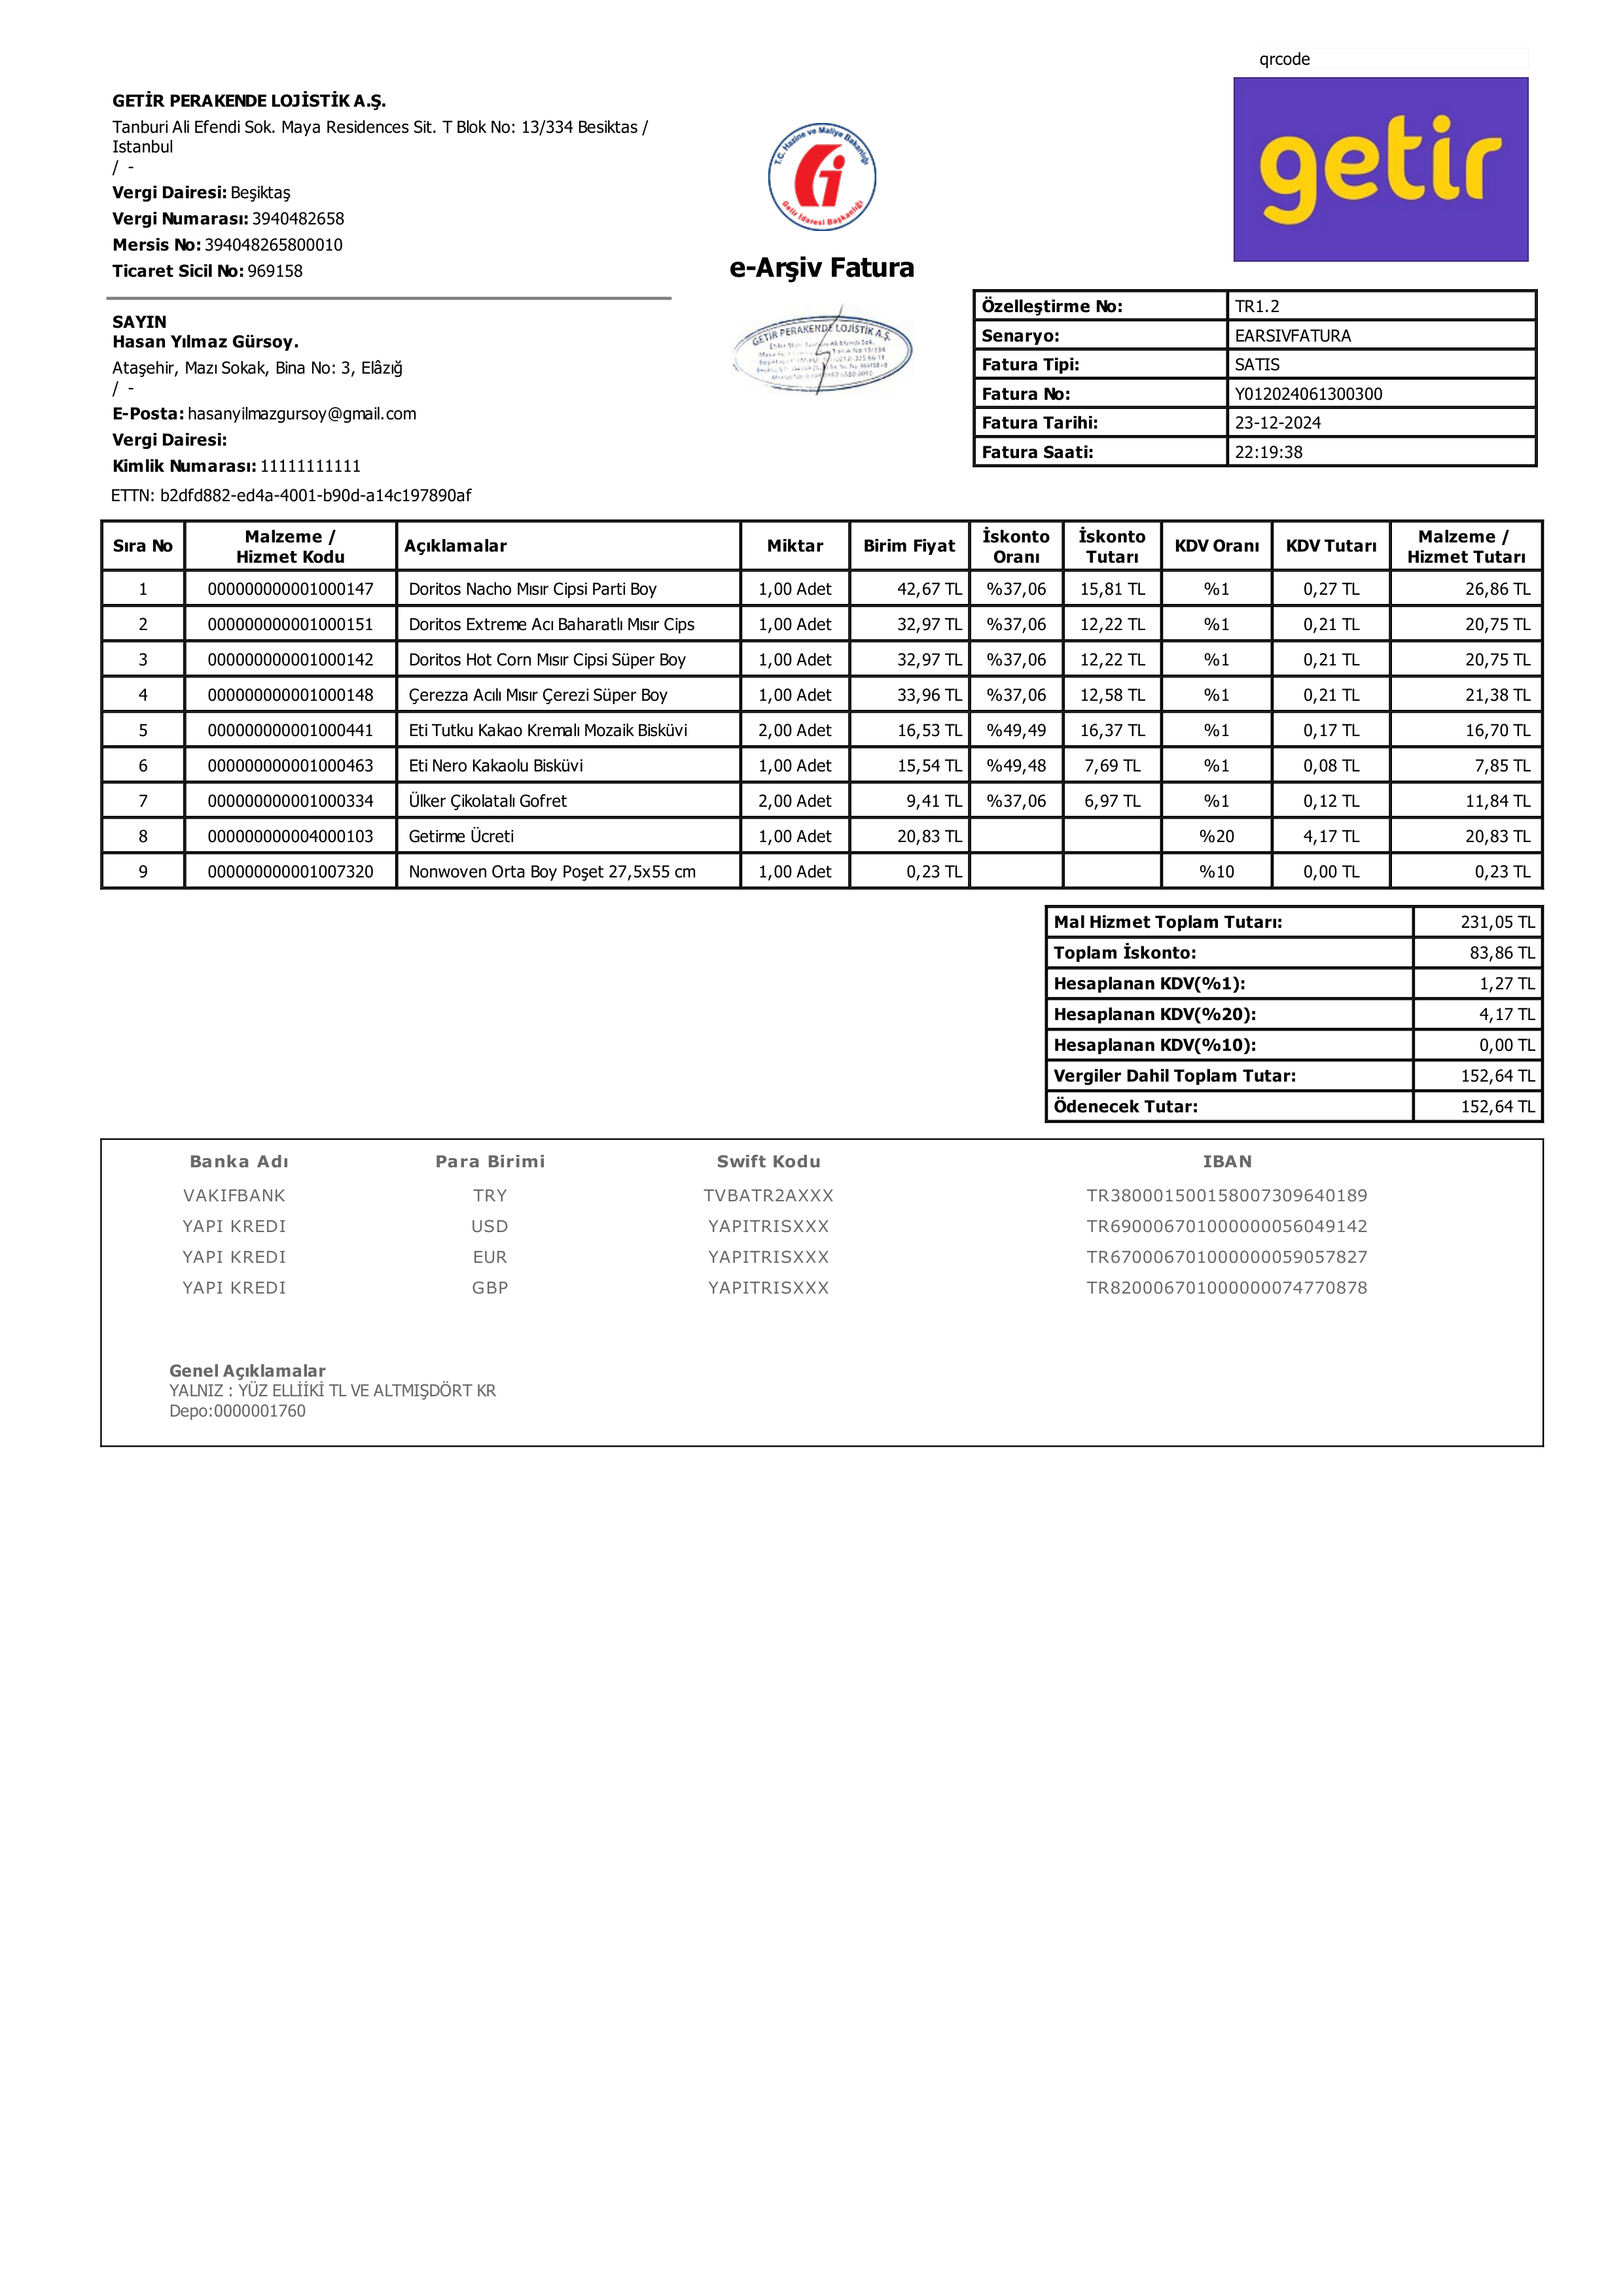 qrcode
getir
GETİR PERAKENDE LOJİSTİK A.Ş.
Tanburi Ali Efendi Sok. Maya Residences Sit. T Blok No: 13/334 Besiktas /
Istanbul
/ -
Vergi Dairesi: Beşiktaş
Vergi Numarası: 3940482658
Mersis No: 394048265800010
Ticaret Sicil No: 969158
T.C. Hazine ve Maliye Bakanlığı
Gelir İdaresi Başkanlığı
e-Arşiv Fatura
GETİR PERAKENDE LOJİSTİK A.Ş.
SAYIN
Hasan Yılmaz Gürsoy.
Ataşehir, Mazı Sokak, Bina No: 3, Elâzığ
/ -
E-Posta: hasanyilmazgursoy@gmail.com
Vergi Dairesi:
Kimlik Numarası: 11111111111
ETTN: b2dfd882-ed4a-4001-b90d-a14c197890af
Özelleştirme No: TR1.2
Senaryo: EARSIVFATURA
Fatura Tipi: SATIS
Fatura No: Y012024061300300
Fatura Tarihi: 23-12-2024
Fatura Saati: 22:19:38
Sıra No Malzeme / Hizmet Kodu Açıklamalar Miktar Birim Fiyat İskonto Oranı İskonto Tutarı KDV Oranı KDV Tutarı Malzeme / Hizmet Tutarı
1 000000000001000147 Doritos Nacho Mısır Cipsi Parti Boy 1,00 Adet 42,67 TL %37,06 15,81 TL %1 0,27 TL 26,86 TL
2 000000000001000151 Doritos Extreme Acı Baharatlı Mısır Cips 1,00 Adet 32,97 TL %37,06 12,22 TL %1 0,21 TL 20,75 TL
3 000000000001000142 Doritos Hot Corn Mısır Cipsi Süper Boy 1,00 Adet 32,97 TL %37,06 12,22 TL %1 0,21 TL 20,75 TL
4 000000000001000148 Çerezza Acılı Mısır Çerezi Süper Boy 1,00 Adet 33,96 TL %37,06 12,58 TL %1 0,21 TL 21,38 TL
5 000000000001000441 Eti Tutku Kakao Kremalı Mozaik Bisküvi 2,00 Adet 16,53 TL %49,49 16,37 TL %1 0,17 TL 16,70 TL
6 000000000001000463 Eti Nero Kakaolu Bisküvi 1,00 Adet 15,54 TL %49,48 7,69 TL %1 0,08 TL 7,85 TL
7 000000000001000334 Ülker Çikolatalı Gofret 2,00 Adet 9,41 TL %37,06 6,97 TL %1 0,12 TL 11,84 TL
8 000000000004000103 Getirme Ücreti 1,00 Adet 20,83 TL %20 4,17 TL 20,83 TL
9 000000000001007320 Nonwoven Orta Boy Poşet 27,5x55 cm 1,00 Adet 0,23 TL %10 0,00 TL 0,23 TL
Mal Hizmet Toplam Tutarı: 231,05 TL
Toplam İskonto: 83,86 TL
Hesaplanan KDV(%1): 1,27 TL
Hesaplanan KDV(%20): 4,17 TL
Hesaplanan KDV(%10): 0,00 TL
Vergiler Dahil Toplam Tutar: 152,64 TL
Ödenecek Tutar: 152,64 TL
Banka Adı Para Birimi Swift Kodu IBAN
VAKIFBANK TRY TVBATR2AXXX TR380001500158007309640189
YAPI KREDI USD YAPITRISXXX TR690006701000000056049142
YAPI KREDI EUR YAPITRISXXX TR670006701000000059057827
YAPI KREDI GBP YAPITRISXXX TR820006701000000074770878
Genel Açıklamalar
YALNIZ : YÜZ ELLİİKİ TL VE ALTMIŞDÖRT KR
Depo:0000001760